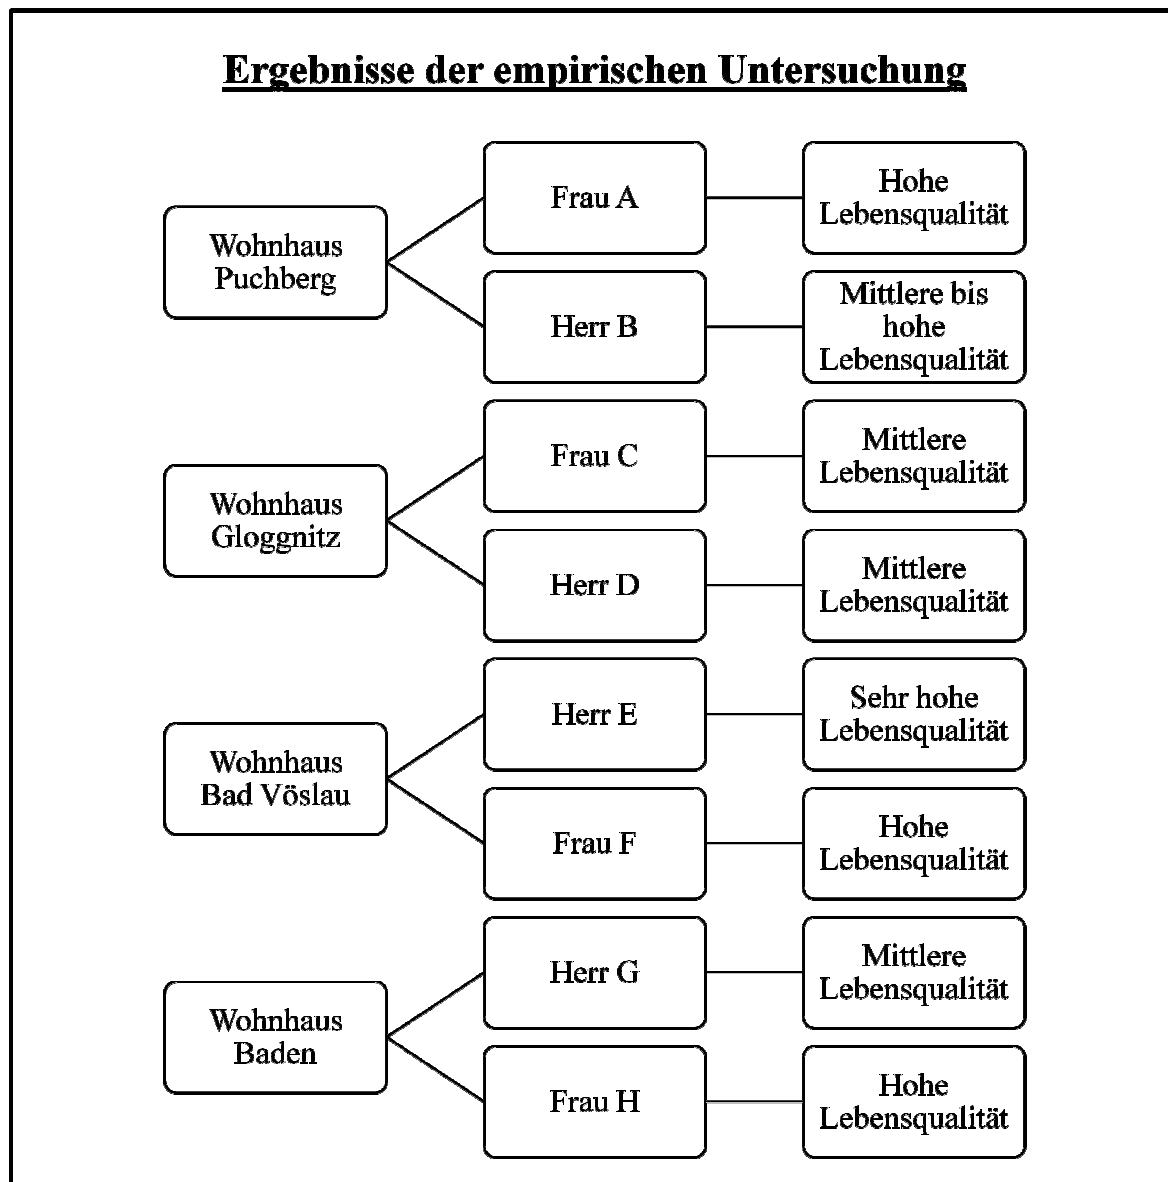 Ergebnisse der empirischen Untersuchung
Wohnhaus
Puchberg
Frau A
Hohe
Lebensqualität
Herr B
Mittlere bis
hohe
Lebensqualität
Wohnhaus
Gloggnitz
Frau C
Mittlere
Lebensqualität
Herr D
Mittlere
Lebensqualität
Wohnhaus
Bad Vöslau
Herr E
Sehr hohe
Lebensqualität
Frau F
Hohe
Lebensqualität
Wohnhaus
Baden
Herr G
Mittlere
Lebensqualität
Frau H
Hohe
Lebensqualität